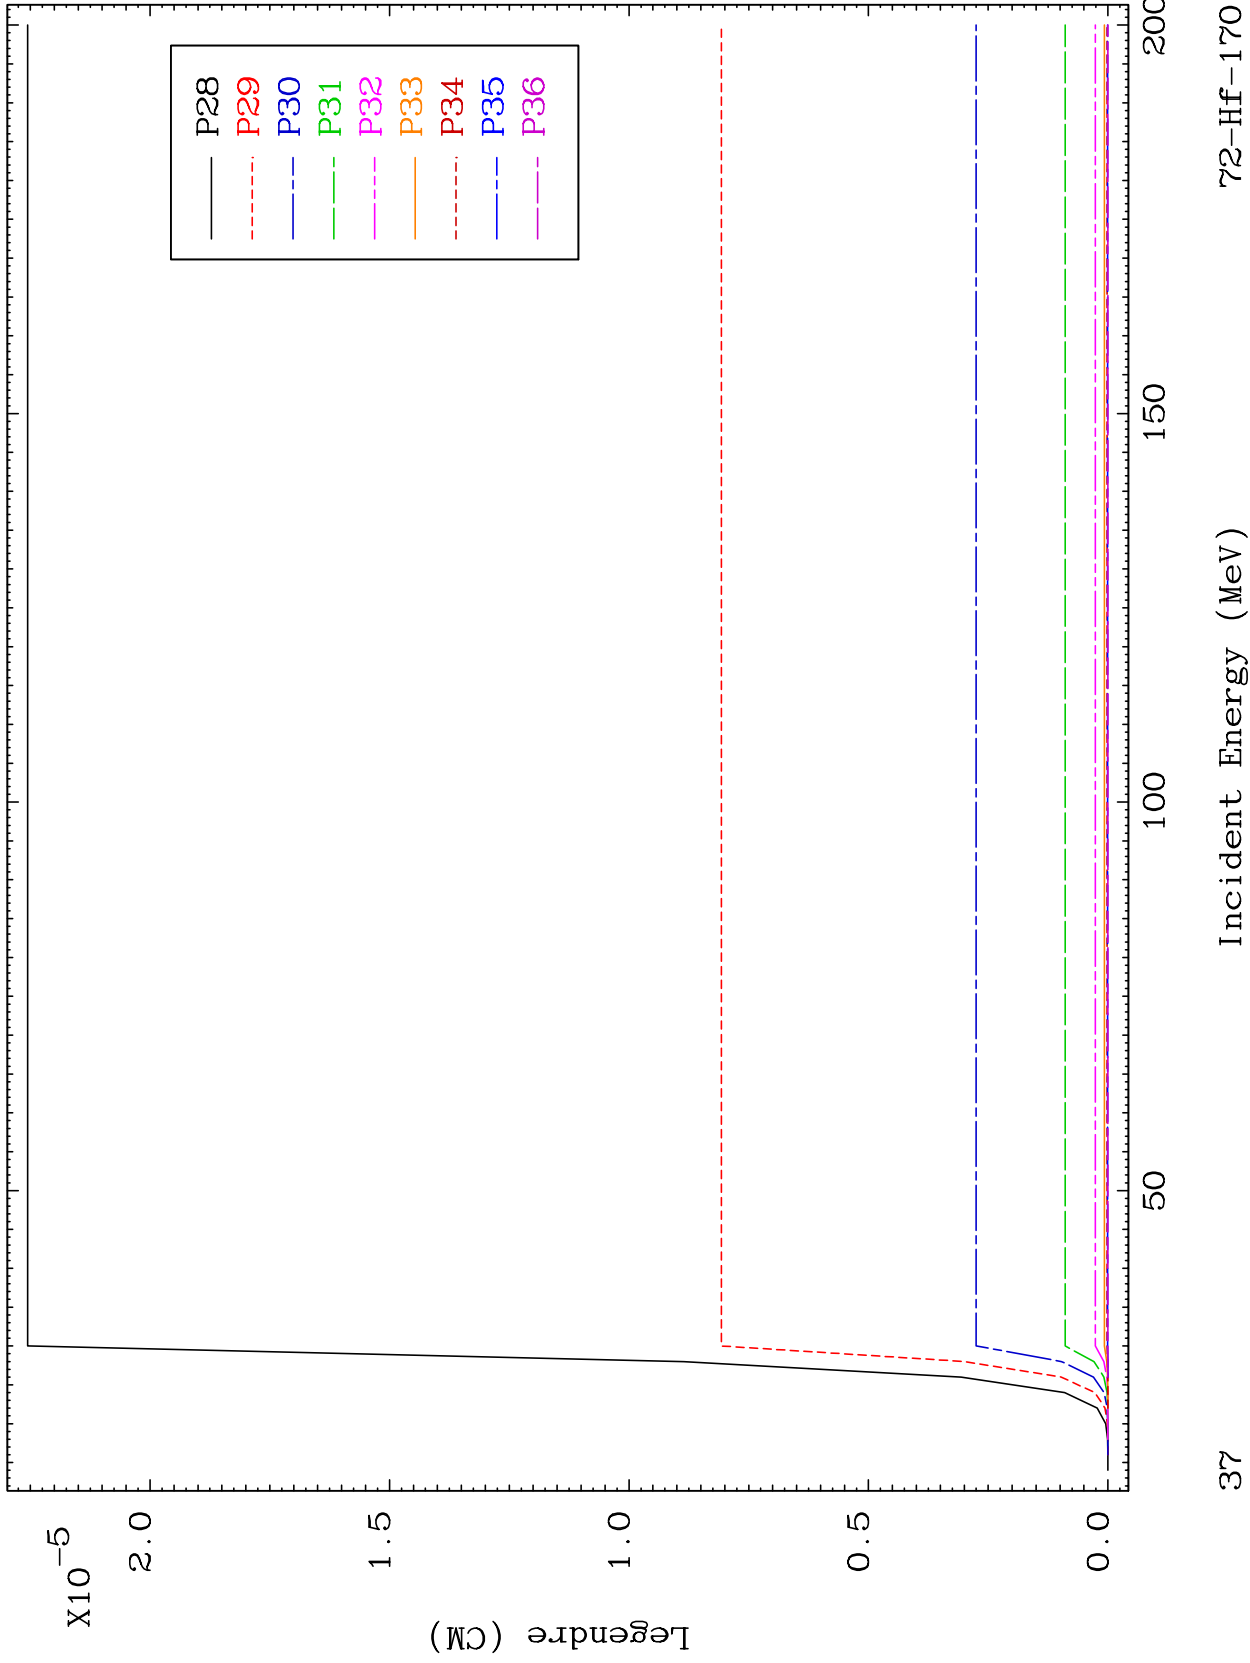 X10-5
2.0
1.5
1.0
0.5
0.0
Legendre (CM)
P28
P29
P30
P31
P32
P33
P34
P35
P36
50
100
150
200
Incident Energy (MeV)
37
72-Hf-170